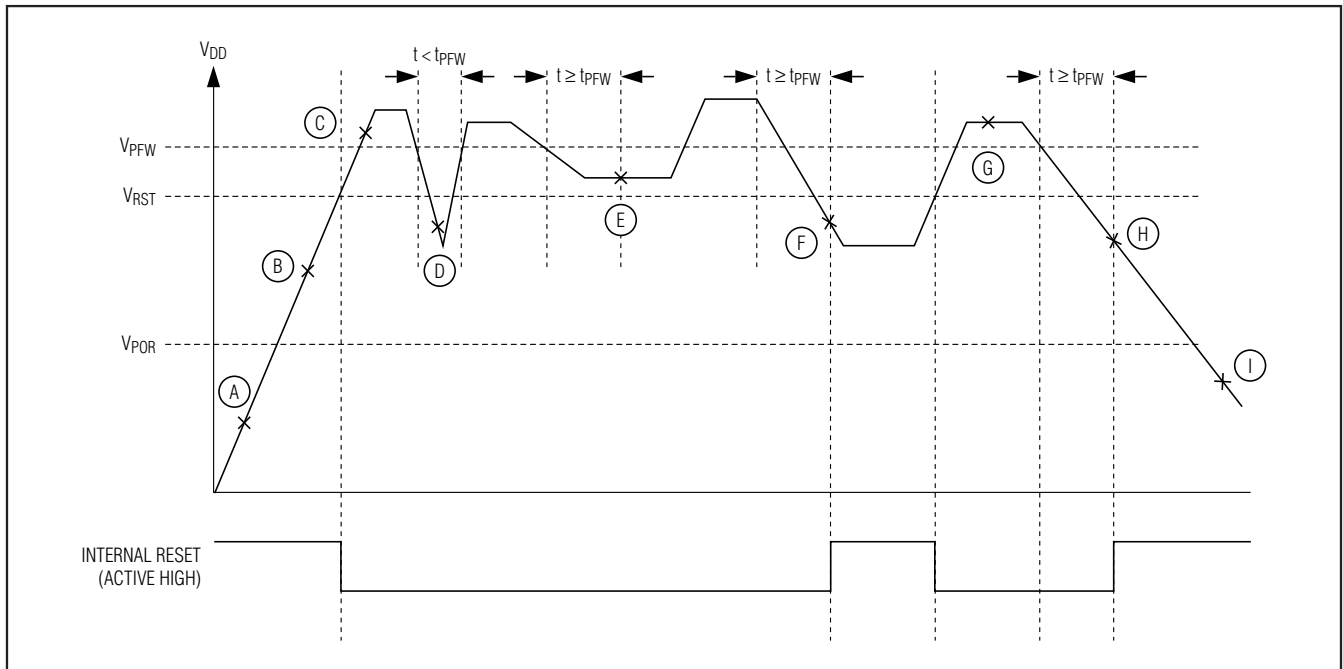 VDD
t < tPFW
t ≥ tPFW
t ≥ tPFW
t ≥ tPFW
C
VPFW
G
VRST
E
F
H
B
D
VPOR
I
A
INTERNAL RESET
(ACTIVE HIGH)